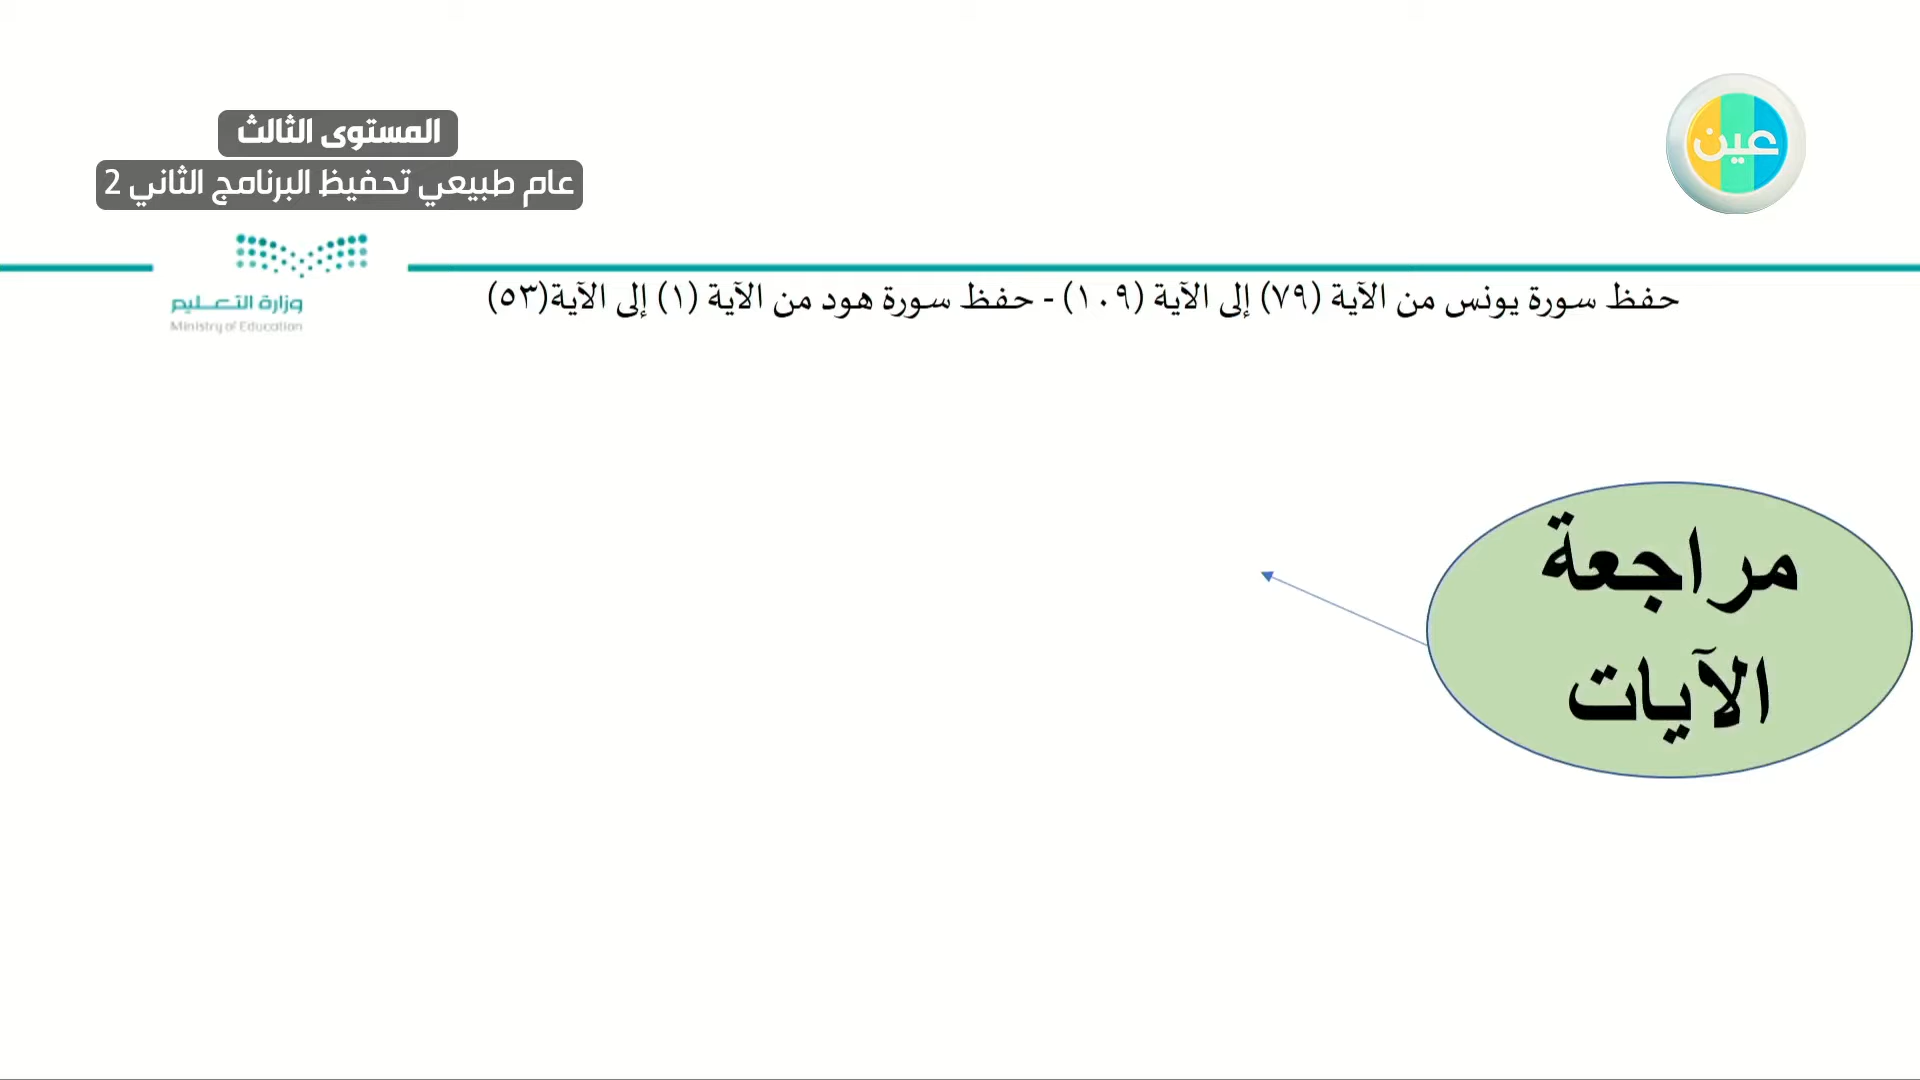 عين
المستوى الثالث
عام طبيعي تحفيظ البرنامج الثاني 2
وزارة التعليم
Ministry of Education
حفظ سورة يونس من الآية (٧٩) إلى الآية (١٠٩) - حفظ سورة هود من الآية (١) إلى الآية(٥٣)
مراجعة
الآيات